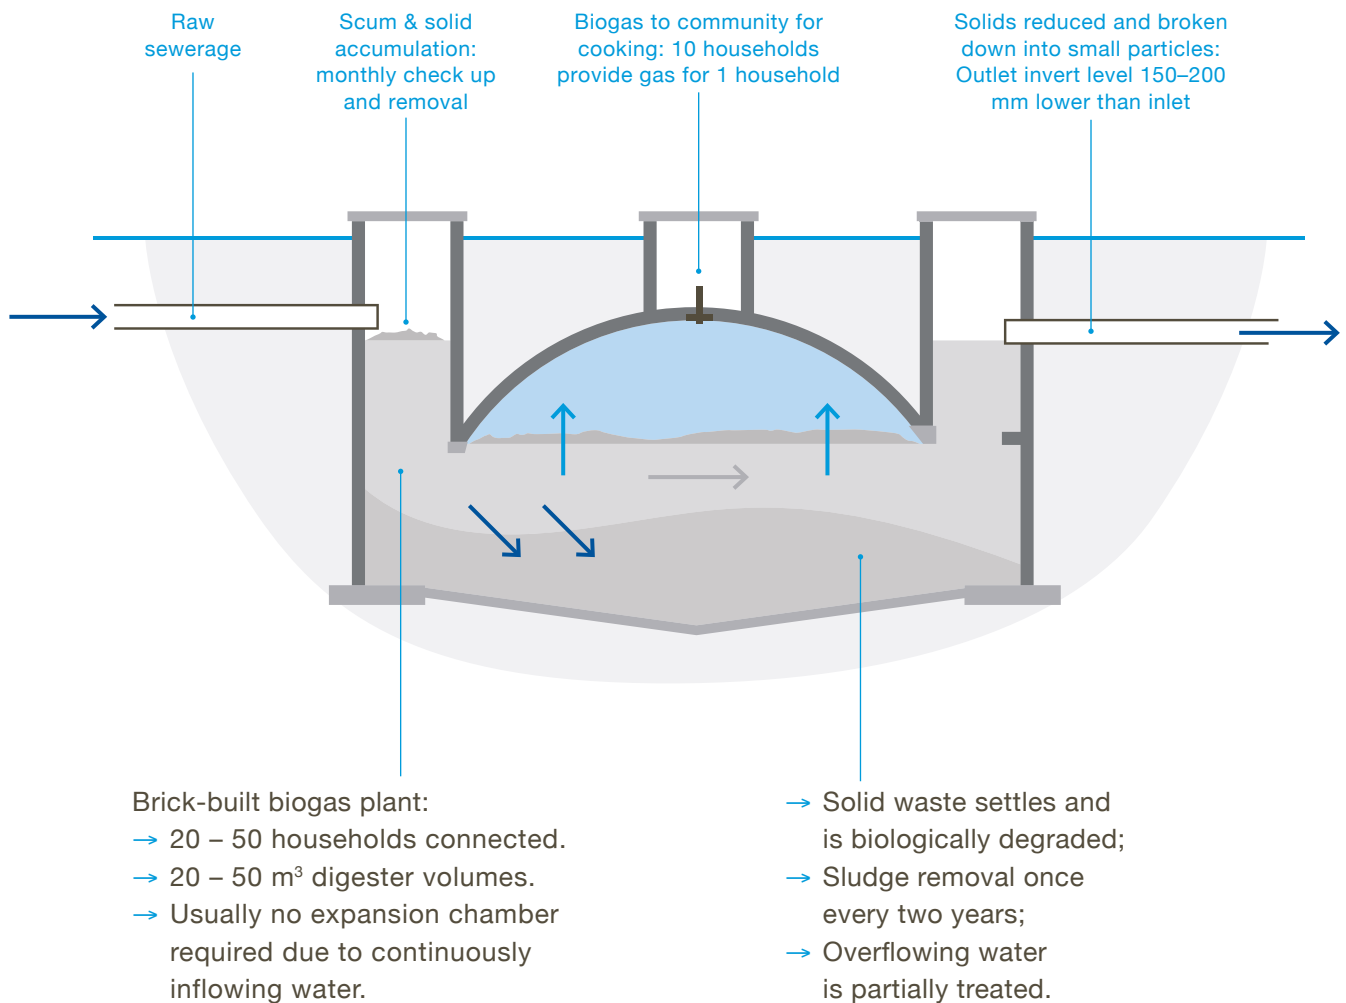 Raw
sewerage
Scum & solid
accumulation:
monthly check up
and removal
Biogas to community for
cooking: 10 households
provide gas for 1 household
Solids reduced and broken
down into small particles:
Outlet invert level 150–200
mm lower than inlet
Brick-built biogas plant:
→ 20 – 50 households connected.
→ 20 – 50 m³ digester volumes.
→ Usually no expansion chamber
required due to continuously
inflowing water.
→ Solid waste settles and
is biologically degraded;
→ Sludge removal once
every two years;
→ Overflowing water
is partially treated.